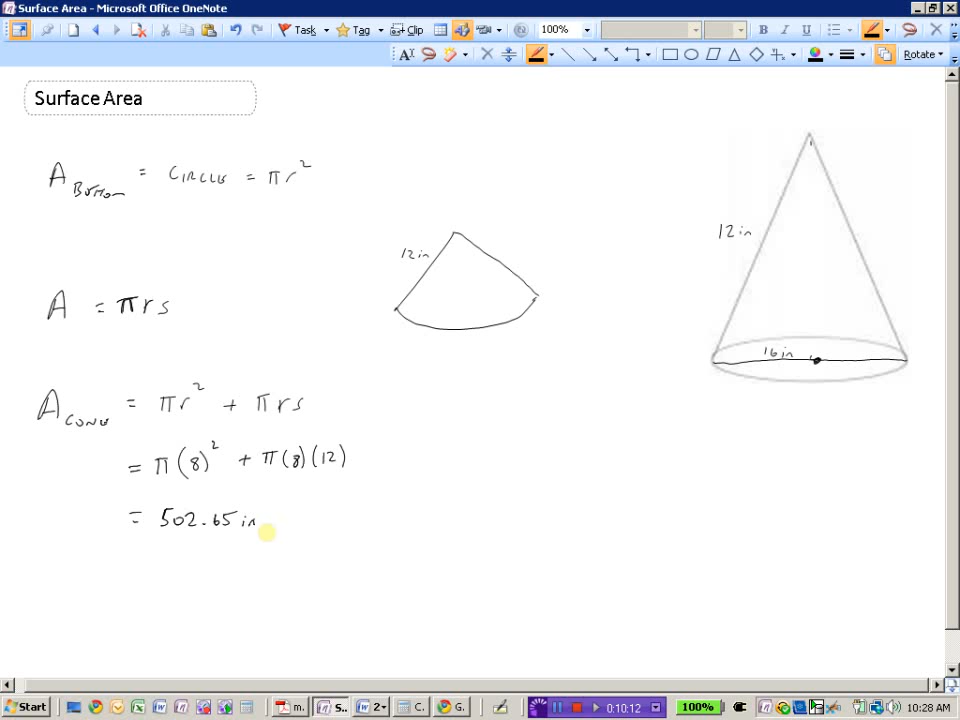 Surface Area - Microsoft Office OneNote
Task Tag Clip 100% B I U
Rotate
Surface Area
A BOTTOM = CIRCLE = πr²
12 in
12 in
A = πrs
16 in
A CONE = πr² + πrs
= π(8)² + π(8)(12)
= 502.65 in
Start m. S.. W 2 C. G. 0:10:12 100% 10:28 AM